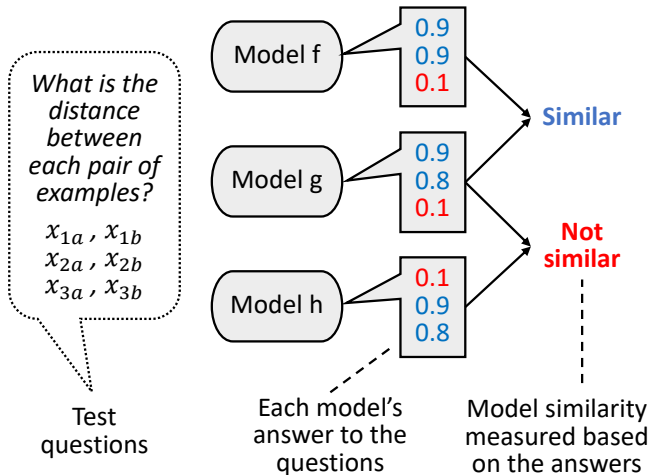 What is the
distance
between
each pair of
examples?
x₁ₐ , x₁b
x₂ₐ , x₂b
x₃ₐ , x₃b
Test
questions
Model f
0.9
0.9
0.1
Model g
0.9
0.8
0.1
Model h
0.1
0.9
0.8
Each model's
answer to the
questions
Similar
Not
similar
Model similarity
measured based
on the answers